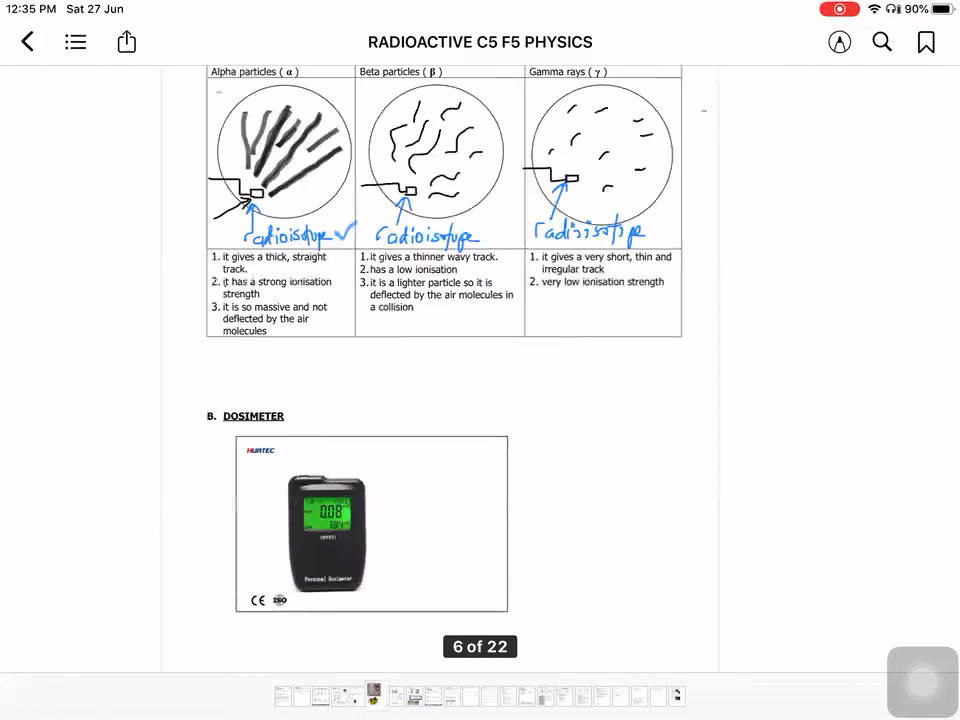 12:35 PM Sat 27 Jun
90%
RADIOACTIVE C5 F5 PHYSICS
Alpha particles ( α )
Beta particles ( β )
Gamma rays ( γ )
radioisotope
radioisotope
radioisotope
1. it gives a thick, straight
track.
2. it has a strong ionisation
strength
3. it is so massive and not
deflected by the air
molecules
1. it gives a thinner wavy track.
2. has a low ionisation
3. it is a lighter particle so it is
deflected by the air molecules in
a collision
1. it gives a very short, thin and
irregular track
2. very low ionisation strength
B. DOSIMETER
HUATEC
0.08
Personal Dosimeter
CE ISO
6 of 22